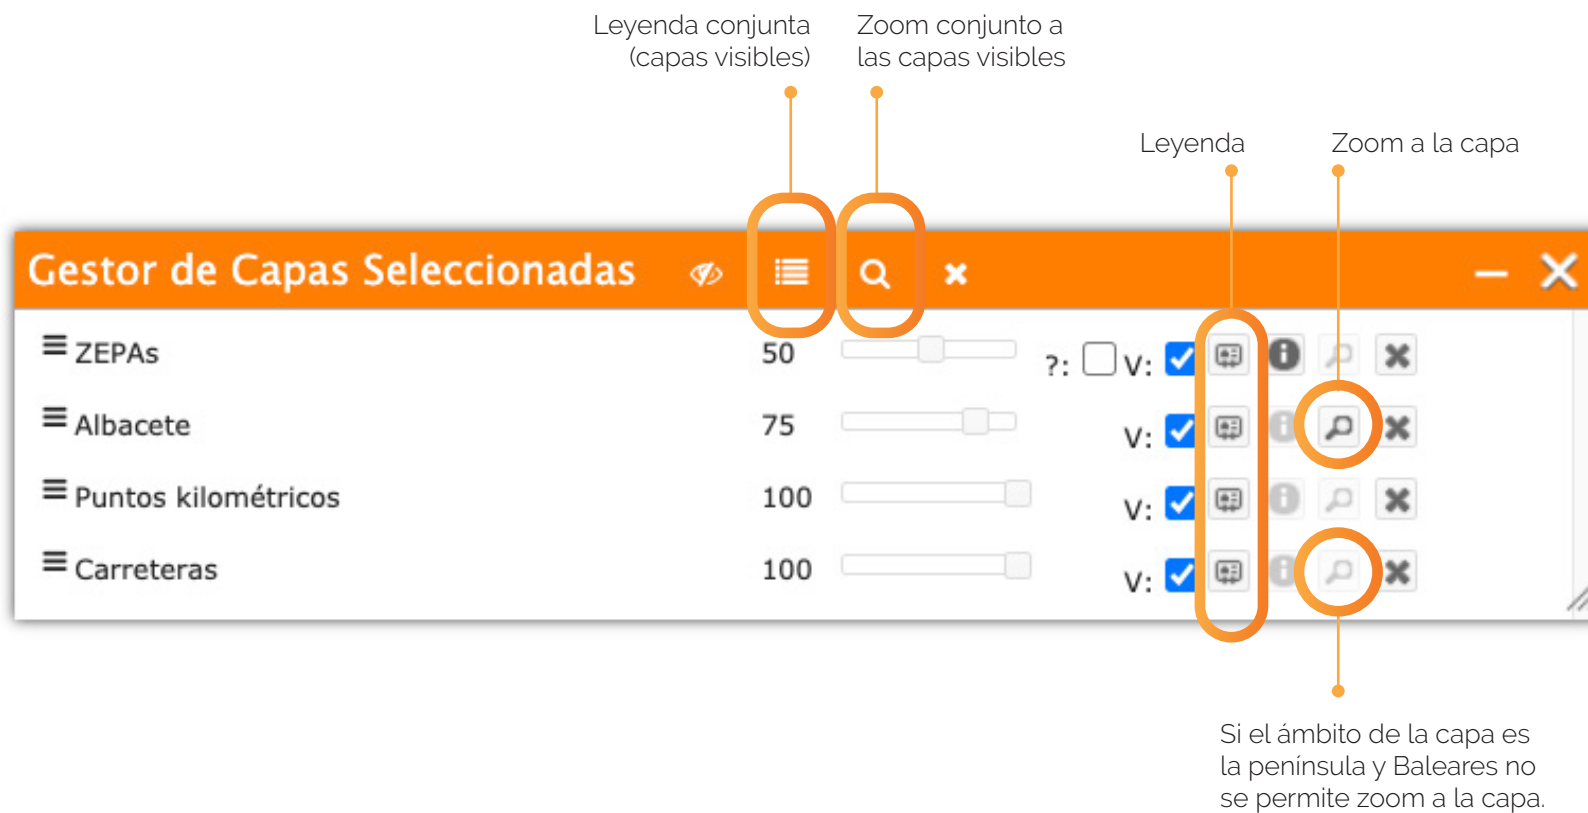 Leyenda conjunta
(capas visibles)
Zoom conjunto a
las capas visibles
Leyenda
Zoom a la capa
Gestor de Capas Seleccionadas
ZEPAs 50 ?: V:
Albacete 75 V:
Puntos kilométricos 100 V:
Carreteras 100 V:
Si el ámbito de la capa es
la península y Baleares no
se permite zoom a la capa.